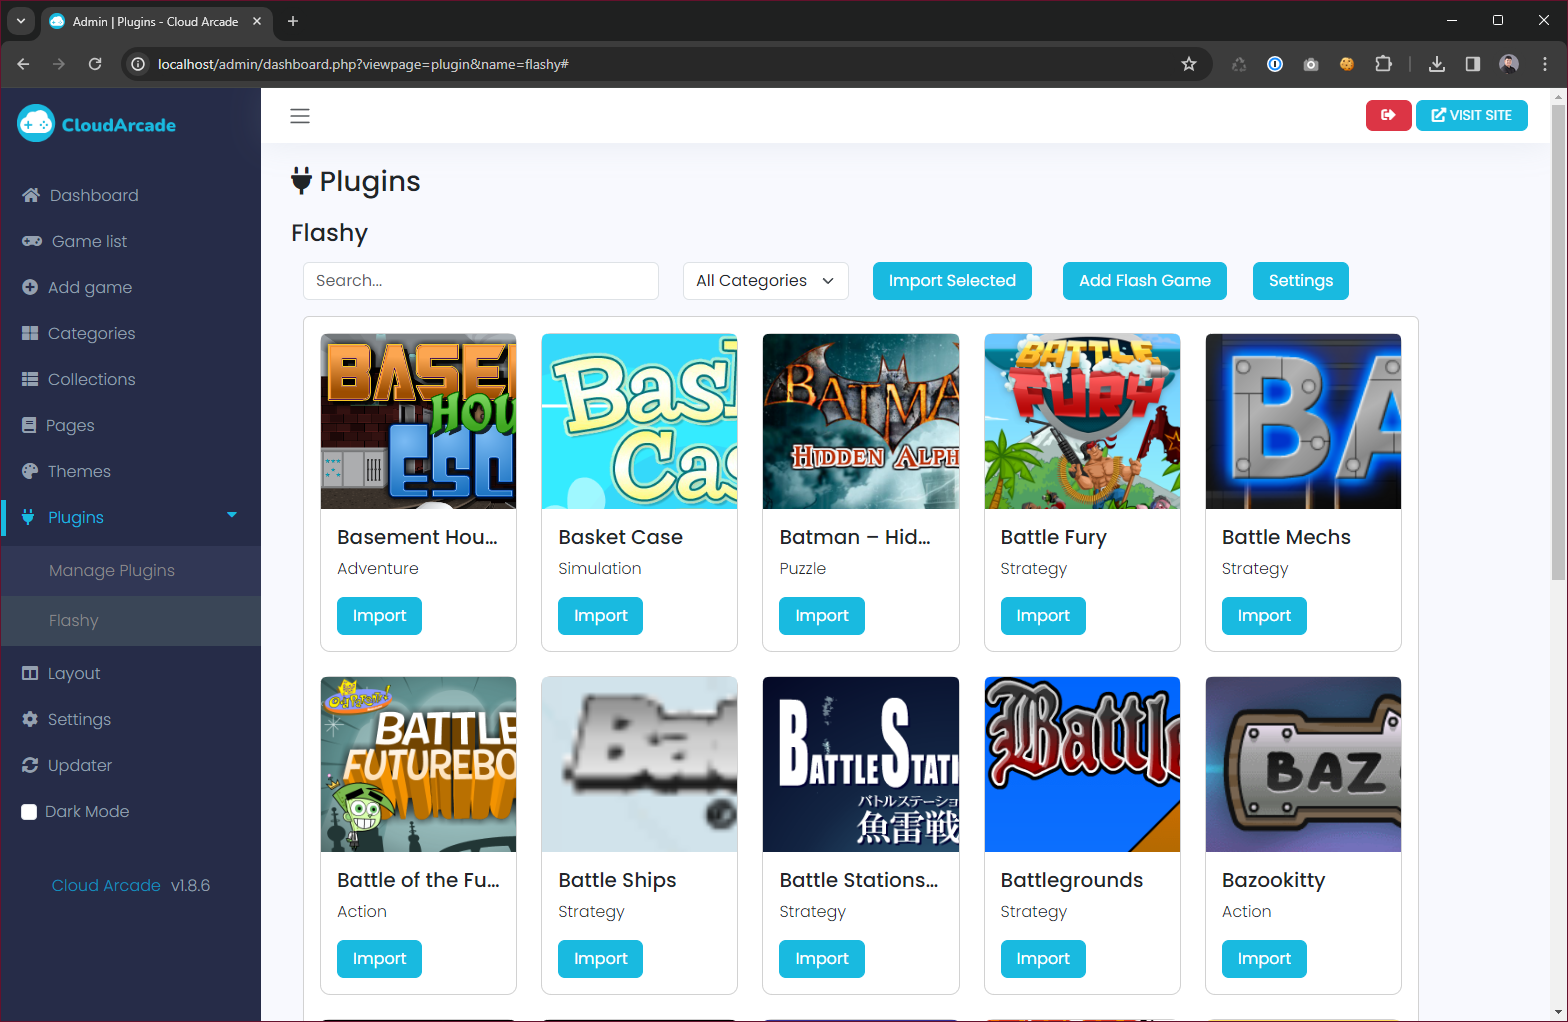 Admin | Plugins - Cloud Arcade
localhost/admin/dashboard.php?viewpage=plugin&name=flashy#
CloudArcade
VISIT SITE
Dashboard
Game list
Add game
Categories
Collections
Pages
Themes
Plugins
Manage Plugins
Flashy
Layout
Settings
Updater
Dark Mode
Cloud Arcade v1.8.6
Plugins
Flashy
Search...
All Categories
Import Selected
Add Flash Game
Settings
BASE
HOU
ESC
Bask
Cas
BATMA
HIDDEN ALPH
BATTLE
FURY
BA
Basement Hou...
Basket Case
Batman – Hid...
Battle Fury
Battle Mechs
Adventure
Simulation
Puzzle
Strategy
Strategy
Import
Import
Import
Import
Import
BATTLE
FUTUREBO
Bat
BATTLESTATI
バトルステーショ
魚雷戦
Battle
BAZ
Battle of the Fu...
Battle Ships
Battle Stations...
Battlegrounds
Bazookitty
Action
Strategy
Strategy
Strategy
Action
Import
Import
Import
Import
Import